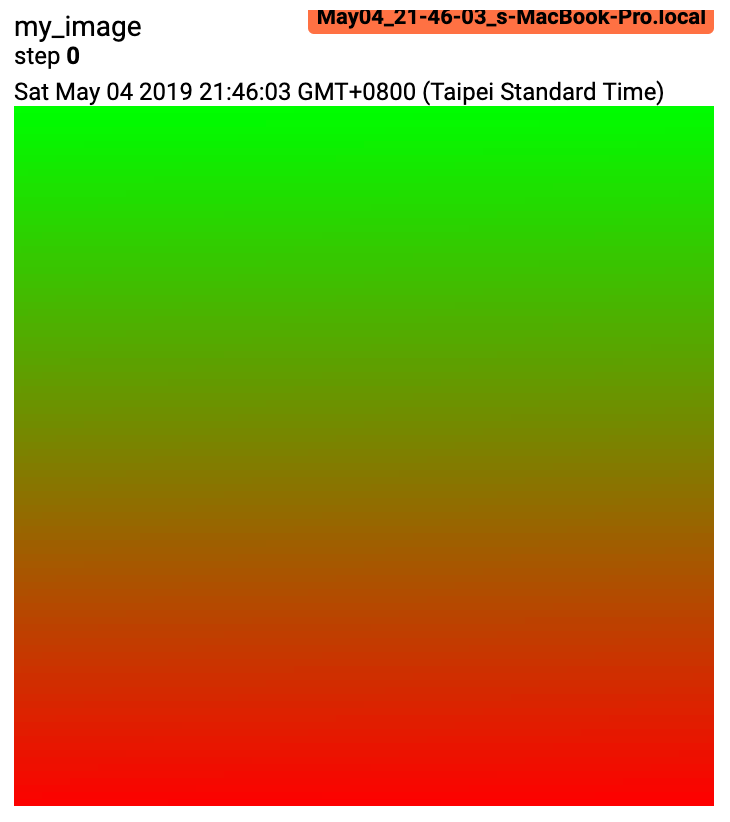 my_image
May04_21-46-03_s-MacBook-Pro.local
step 0
Sat May 04 2019 21:46:03 GMT+0800 (Taipei Standard Time)